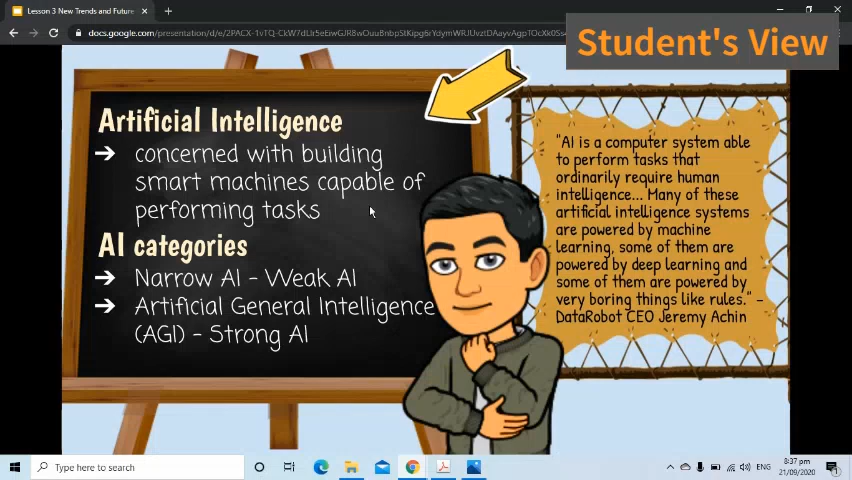 Lesson 3 New Trends and Future
docs.google.com/presentation/d/e/
Student's View
Artificial Intelligence
➔ concerned with building
smart machines capable of
performing tasks
AI categories
➔ Narrow AI - Weak AI
➔ Artificial General Intelligence
(AGI) - Strong AI
"AI is a computer system able
to perform tasks that
ordinarily require human
intelligence... Many of these
artificial intelligence systems
are powered by machine
learning, some of them are
powered by deep learning and
some of them are powered by
very boring things like rules." –
DataRobot CEO Jeremy Achin
Type here to search
ENG
8:37 pm
21/09/2020